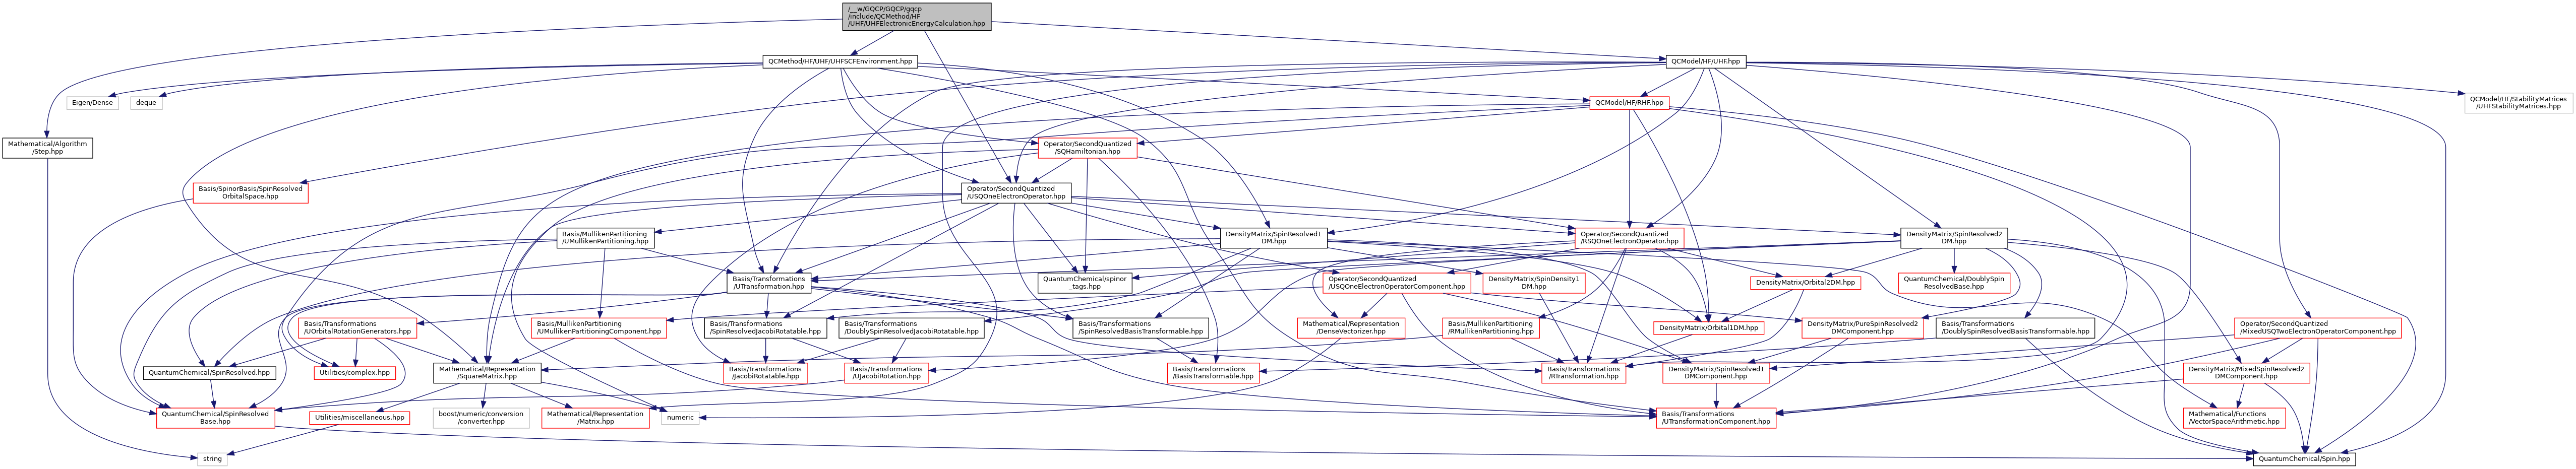 /__w/GQCP/GQCP/gqcp
/include/QCMethod/HF
/UHF/UHFElectronicEnergyCalculation.hpp
QCMethod/HF/UHF/UHFSCFEnvironment.hpp
QCModel/HF/UHF.hpp
Eigen/Dense
deque
QCModel/HF/RHF.hpp
QCModel/HF/StabilityMatrices
/UHFStabilityMatrices.hpp
Mathematical/Algorithm
/Step.hpp
Operator/SecondQuantized
/SQHamiltonian.hpp
Basis/SpinorBasis/SpinResolved
OrbitalSpace.hpp
Operator/SecondQuantized
/USQOneElectronOperator.hpp
Basis/MullikenPartitioning
/UMullikenPartitioning.hpp
DensityMatrix/SpinResolved1
DM.hpp
Operator/SecondQuantized
/RSQOneElectronOperator.hpp
DensityMatrix/SpinResolved2
DM.hpp
Basis/Transformations
/UTransformation.hpp
QuantumChemical/spinor
_tags.hpp
Operator/SecondQuantized
/USQOneElectronOperatorComponent.hpp
DensityMatrix/SpinDensity1
DM.hpp
DensityMatrix/Orbital2DM.hpp
QuantumChemical/DoublySpin
ResolvedBase.hpp
Basis/Transformations
/UOrbitalRotationGenerators.hpp
Basis/MullikenPartitioning
/UMullikenPartitioningComponent.hpp
Basis/Transformations
/SpinResolvedJacobiRotatable.hpp
Basis/Transformations
/DoublySpinResolvedJacobiRotatable.hpp
Basis/Transformations
/SpinResolvedBasisTransformable.hpp
Mathematical/Representation
/DenseVectorizer.hpp
Basis/MullikenPartitioning
/RMullikenPartitioning.hpp
DensityMatrix/Orbital1DM.hpp
DensityMatrix/PureSpinResolved2
DMComponent.hpp
Basis/Transformations
/DoublySpinResolvedBasisTransformable.hpp
Operator/SecondQuantized
/MixedUSQTwoElectronOperatorComponent.hpp
QuantumChemical/SpinResolved.hpp
Utilities/complex.hpp
Mathematical/Representation
/SquareMatrix.hpp
Basis/Transformations
/JacobiRotatable.hpp
Basis/Transformations
/UJacobiRotation.hpp
Basis/Transformations
/BasisTransformable.hpp
Basis/Transformations
/RTransformation.hpp
DensityMatrix/SpinResolved1
DMComponent.hpp
DensityMatrix/MixedSpinResolved2
DMComponent.hpp
QuantumChemical/SpinResolved
Base.hpp
Utilities/miscellaneous.hpp
boost/numeric/conversion
/converter.hpp
Mathematical/Representation
/Matrix.hpp
numeric
Basis/Transformations
/UTransformationComponent.hpp
Mathematical/Functions
/VectorSpaceArithmetic.hpp
string
QuantumChemical/Spin.hpp